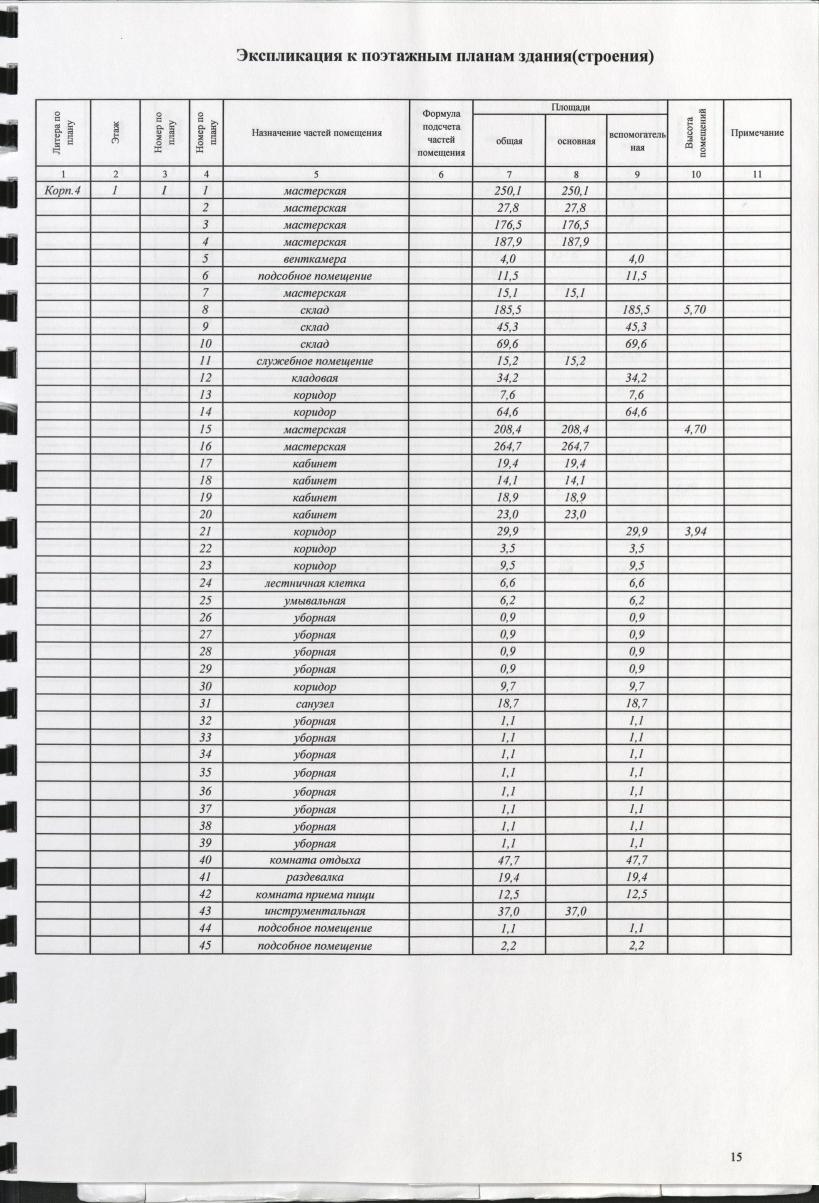 Экспликация к поэтажным планам здания(строения)
Литера по плану Этаж Номер по плану Номер по плану Назначение частей помещения Формула подсчета частей помещения Площади Высота помещений Примечание
общая основная вспомогательная
1 2 3 4 5 6 7 8 9 10 11
Корп.4 1 I 1 мастерская 250,1 250,1
2 мастерская 27,8 27,8
3 мастерская 176,5 176,5
4 мастерская 187,9 187,9
5 венткамера 4,0 4,0
6 подсобное помещение 11,5 11,5
7 мастерская 15,1 15,1
8 склад 185,5 185,5 5,70
9 склад 45,3 45,3
10 склад 69,6 69,6
11 служебное помещение 15,2 15,2
12 кладовая 34,2 34,2
13 коридор 7,6 7,6
14 коридор 64,6 64,6
15 мастерская 208,4 208,4 4,70
16 мастерская 264,7 264,7
17 кабинет 19,4 19,4
18 кабинет 14,1 14,1
19 кабинет 18,9 18,9
20 кабинет 23,0 23,0
21 коридор 29,9 29,9 3,94
22 коридор 3,5 3,5
23 коридор 9,5 9,5
24 лестничная клетка 6,6 6,6
25 умывальная 6,2 6,2
26 уборная 0,9 0,9
27 уборная 0,9 0,9
28 уборная 0,9 0,9
29 уборная 0,9 0,9
30 коридор 9,7 9,7
31 санузел 18,7 18,7
32 уборная 1,1 1,1
33 уборная 1,1 1,1
34 уборная 1,1 1,1
35 уборная 1,1 1,1
36 уборная 1,1 1,1
37 уборная 1,1 1,1
38 уборная 1,1 1,1
39 уборная 1,1 1,1
40 комната отдыха 47,7 47,7
41 раздевалка 19,4 19,4
42 комната приема пищи 12,5 12,5
43 инструментальная 37,0 37,0
44 подсобное помещение 1,1 1,1
45 подсобное помещение 2,2 2,2
15